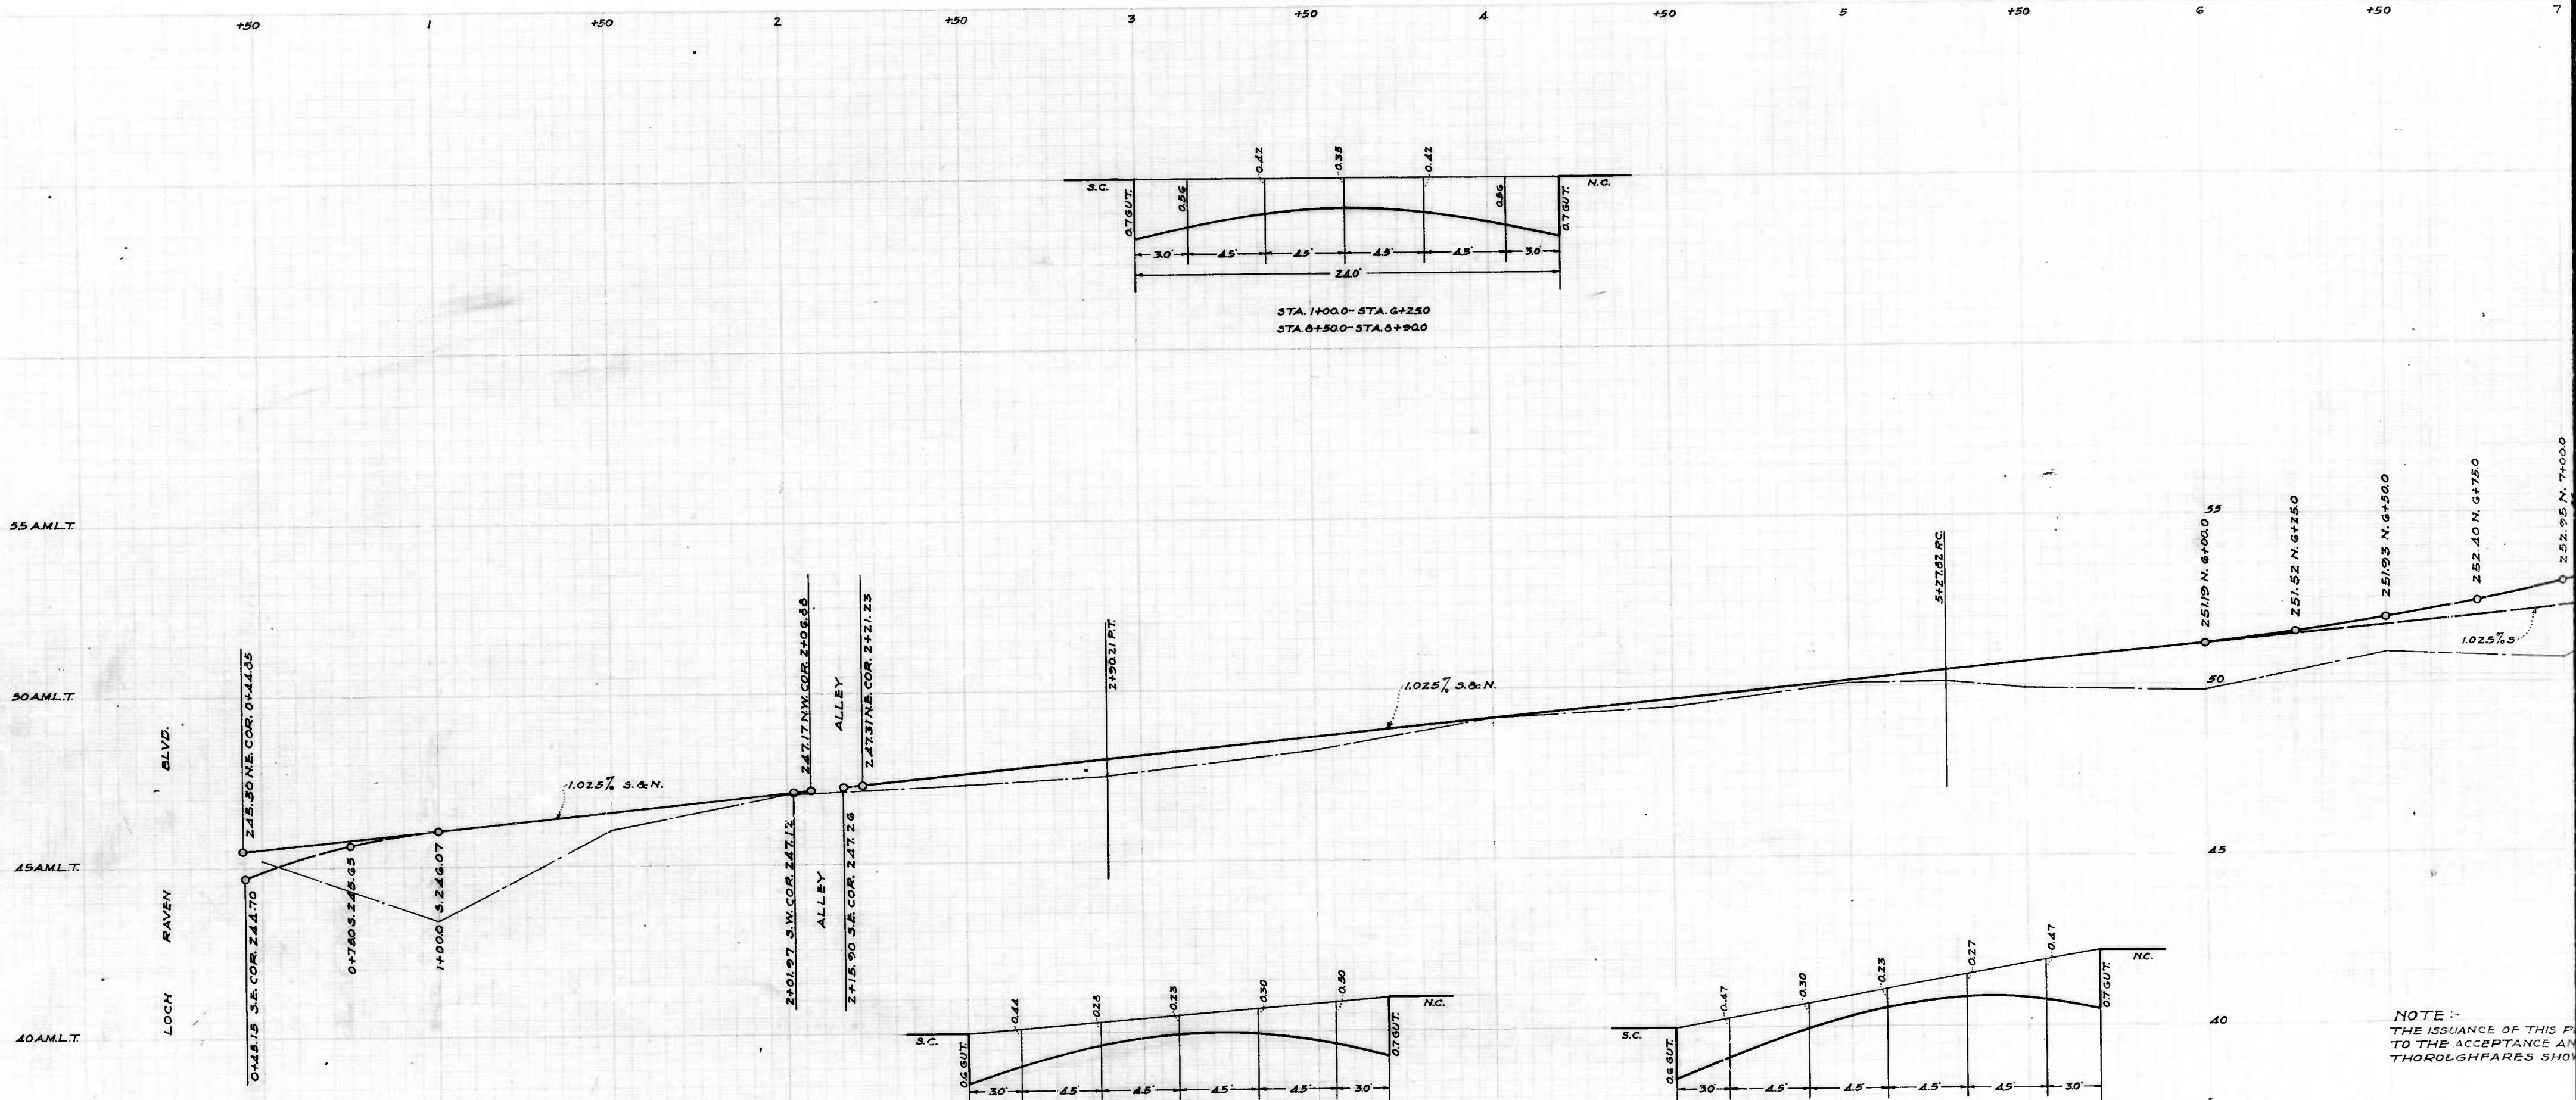 +50 1 +50 2 +50 3 +50 4 +50 5 +50 6 +50 7
S.C. 0.7 GUT. 0.56 0.42 0.35 0.42 0.56 0.7 GUT. N.C.
3.0' 4.5' 4.5' 4.5' 4.5' 3.0'
24.0'
STA. 1+00.0 - STA. 6+25.0
STA. 8+50.0 - STA. 8+90.0
55 A.M.L.T.
50 A.M.L.T.
45 A.M.L.T.
40 A.M.L.T.
LOCH RAVEN BLVD.
245.50 N.E. COR. 0+44.85
0+45.15 S.E. COR. 244.70
0+75.0 S. 245.65
1+00.0 S. 246.07
1.025% S. & N.
247.17 N.W. COR. 2+06.88
ALLEY
247.31 N.E. COR. 2+21.23
2+01.97 S.W. COR. 247.12
ALLEY
2+15.90 S.E. COR. 247.26
2+90.21 P.T.
1.025% S. & N.
5+27.82 P.C.
251.19 N. 6+00.0
55
251.52 N. 6+25.0
251.93 N. 6+50.0
252.40 N. 6+75.0
252.95 N. 7+00.0
1.025% S
50
45
40
S.C. 0.6 GUT. 0.44 0.28 0.23 0.30 0.50 0.7 GUT. N.C.
3.0' 4.5' 4.5' 4.5' 4.5' 3.0'
S.C. 0.6 GUT. 0.47 0.30 0.23 0.27 0.47 0.7 GUT. N.C.
3.0' 4.5' 4.5' 4.5' 4.5' 3.0'
NOTE :-
THE ISSUANCE OF THIS
TO THE ACCEPTANCE
THOROUGHFARES